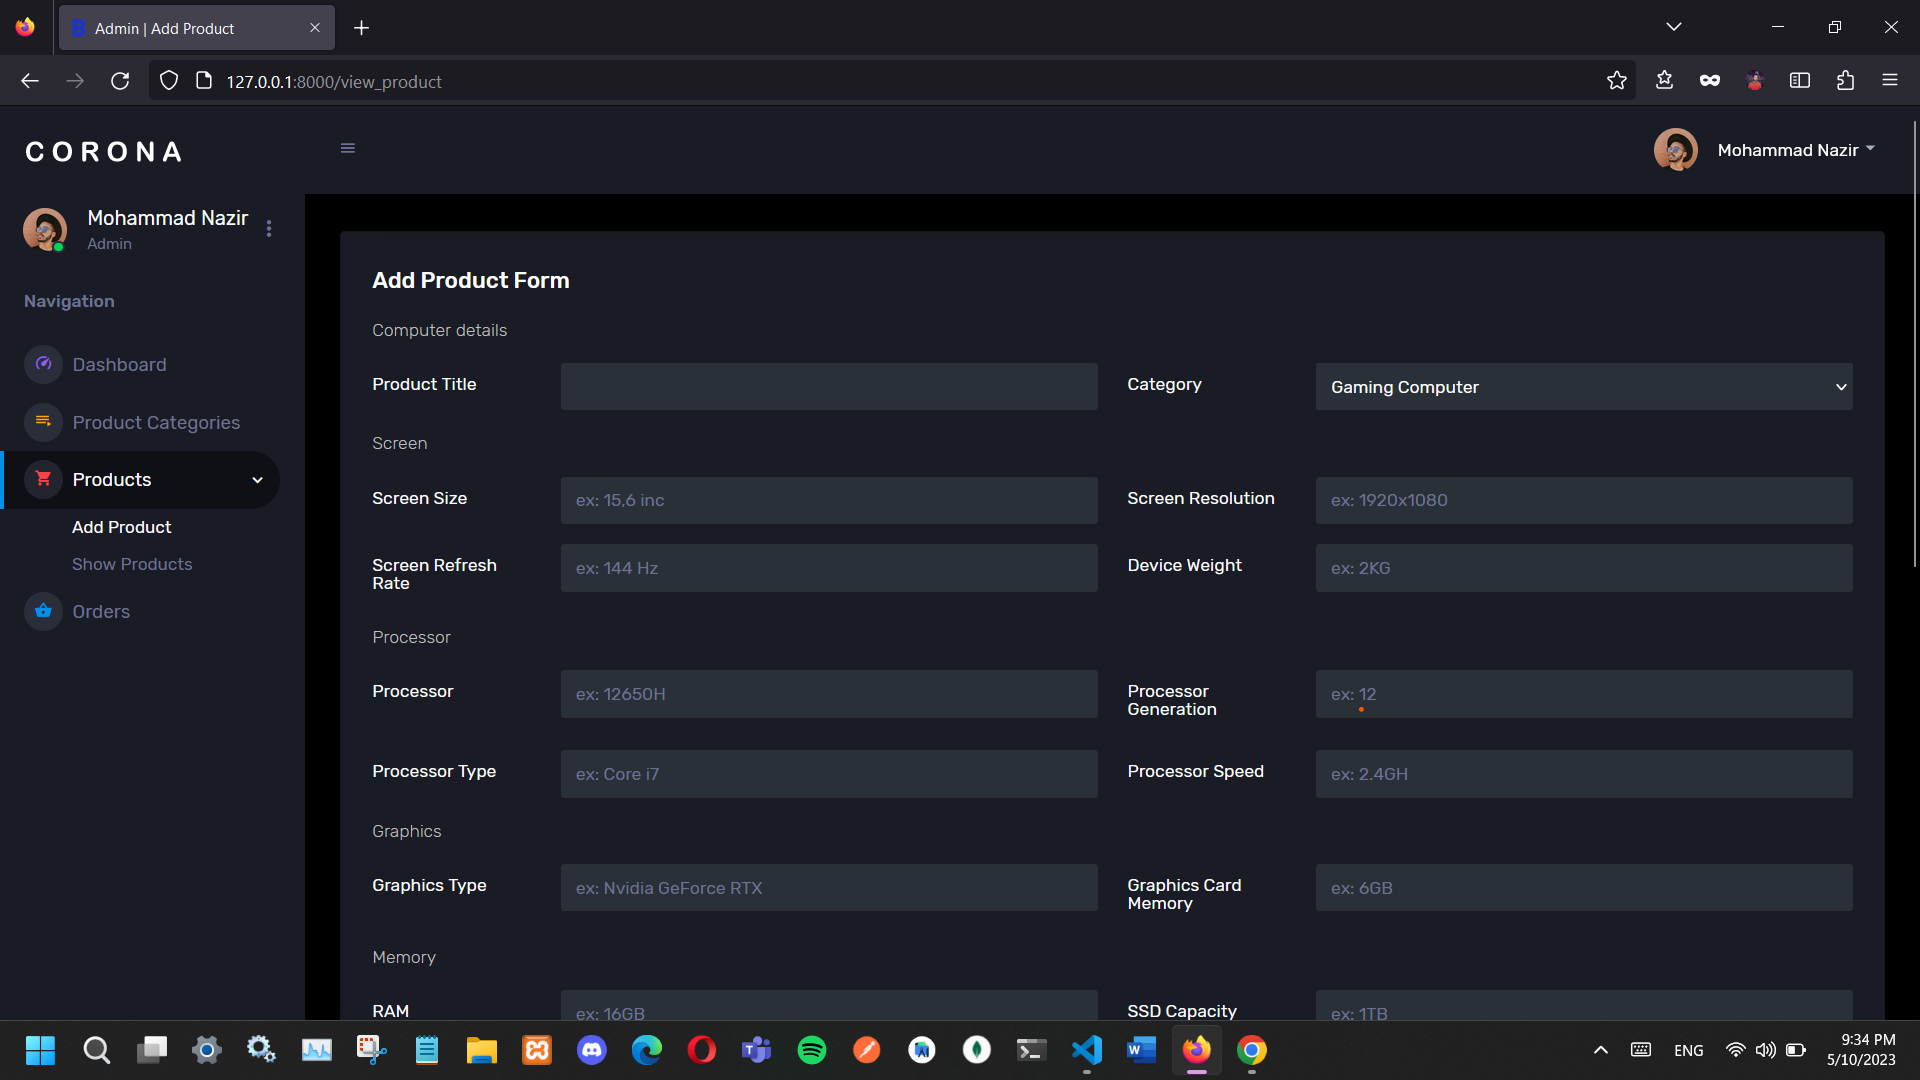 Admin | Add Product
127.0.0.1:8000/view_product
CORONA
Mohammad Nazir
Mohammad Nazir
Admin
Navigation
Dashboard
Product Categories
Products
Add Product
Show Products
Orders
Add Product Form
Computer details
Product Title
Category
Gaming Computer
Screen
Screen Size
ex: 15,6 inc
Screen Resolution
ex: 1920x1080
Screen Refresh
Rate
ex: 144 Hz
Device Weight
ex: 2KG
Processor
Processor
ex: 12650H
Processor
Generation
ex: 12
Processor Type
ex: Core i7
Processor Speed
ex: 2.4GH
Graphics
Graphics Type
ex: Nvidia GeForce RTX
Graphics Card
Memory
ex: 6GB
Memory
RAM
ex: 16GB
SSD Capacity
ex: 1TB
ENG
9:34 PM
5/10/2023